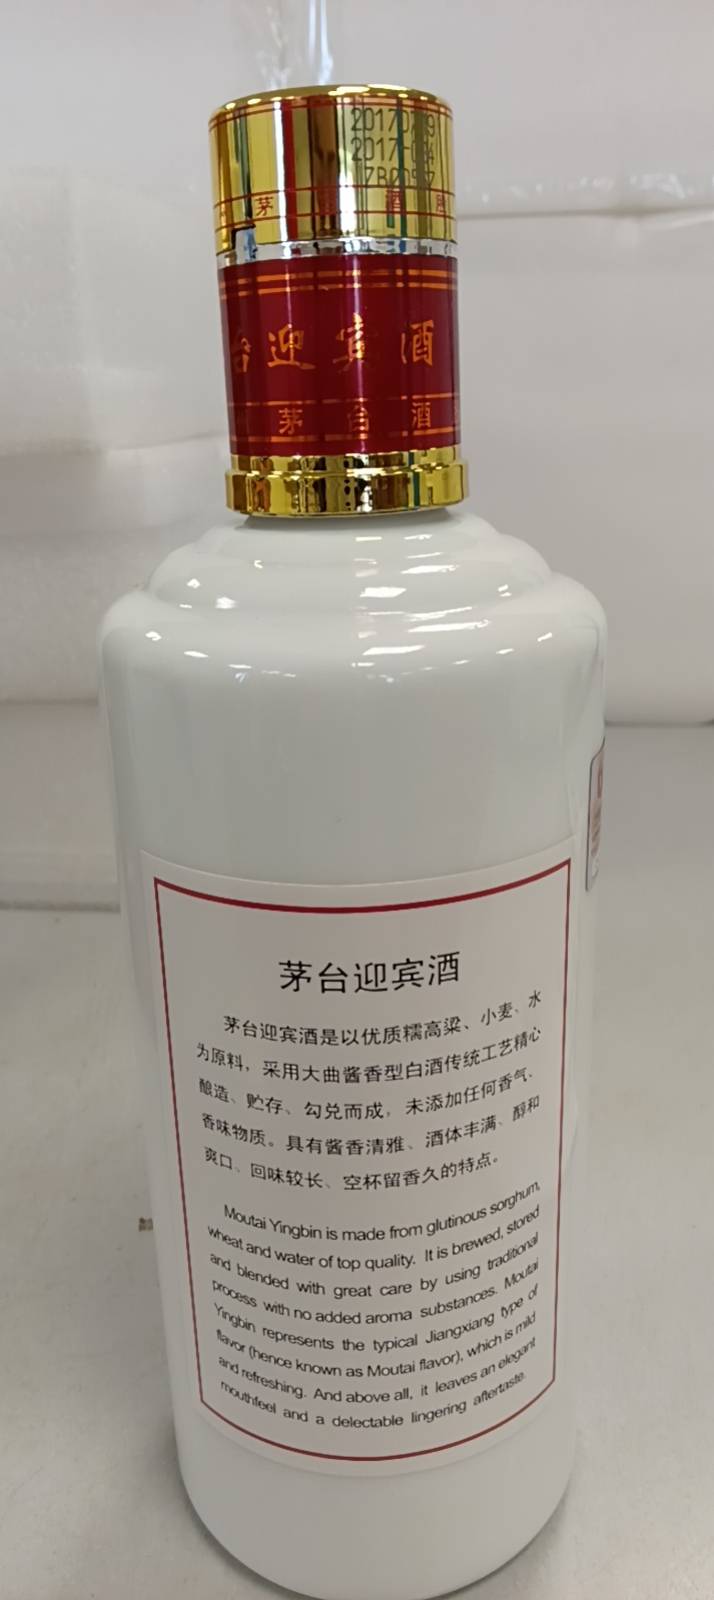 茅 酒
台迎宾酒
茅台酒
茅台迎宾酒
茅台迎宾酒是以优质糯高粱、小麦、水
为原料，采用大曲酱香型白酒传统工艺精心
酿造、贮存、勾兑而成，未添加任何香气、
香味物质。具有酱香清雅、酒体丰满、醇和
爽口、回味较长、空杯留香久的特点。
Moutai Yingbin is made from glutinous sorghum,
wheat and water of top quality. It is brewed, stored
and blended with great care by using traditional
process with no added aroma substances. Moutai
Yingbin represents the typical Jiangxiang type of
flavor (hence known as Moutai flavor), which is mild
and refreshing. And above all, it leaves an elegant
mouthfeel and a delectable lingering aftertaste.